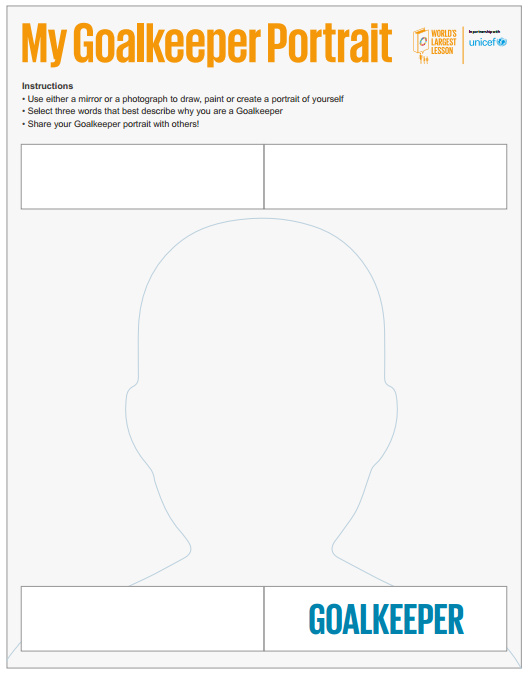 My Goalkeeper Portrait
WORLD'S
LARGEST
LESSON
In partnership with
unicef
Instructions
• Use either a mirror or a photograph to draw, paint or create a portrait of yourself
• Select three words that best describe why you are a Goalkeeper
• Share your Goalkeeper portrait with others!
GOALKEEPER